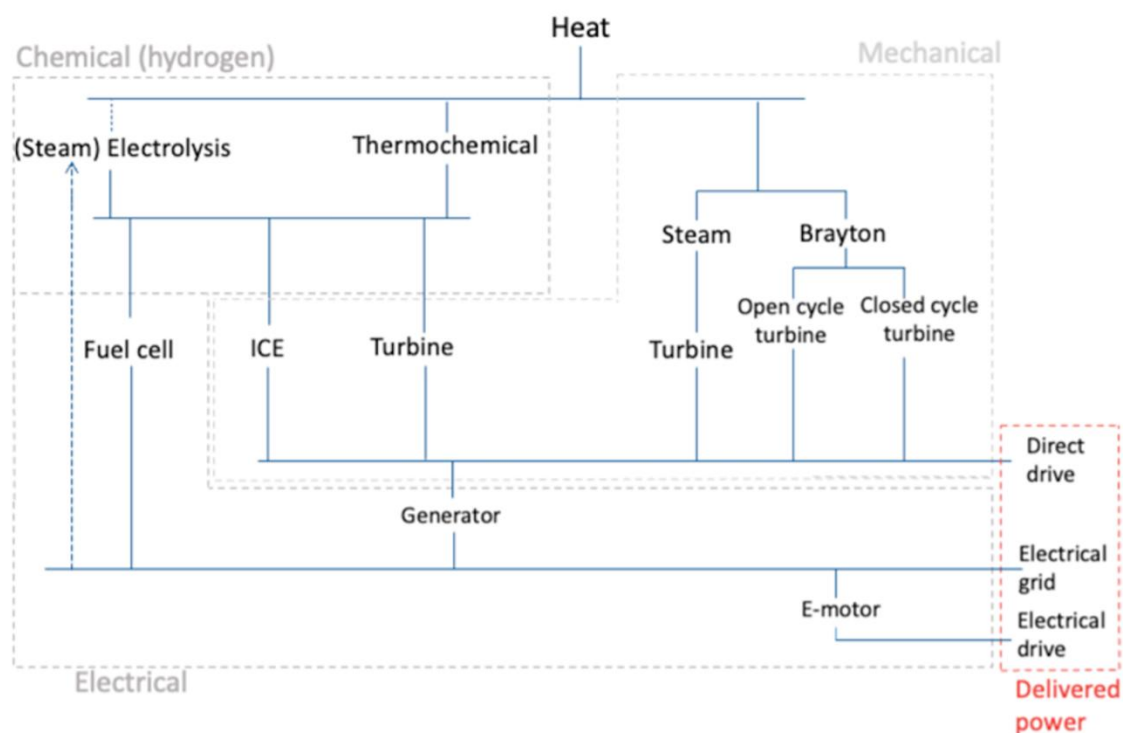 Heat
Chemical (hydrogen)
Mechanical
(Steam) Electrolysis
Thermochemical
Steam
Brayton
Open cycle
turbine
Closed cycle
turbine
Fuel cell
ICE
Turbine
Turbine
Direct
drive
Generator
Electrical
grid
E-motor
Electrical
drive
Electrical
Delivered
power